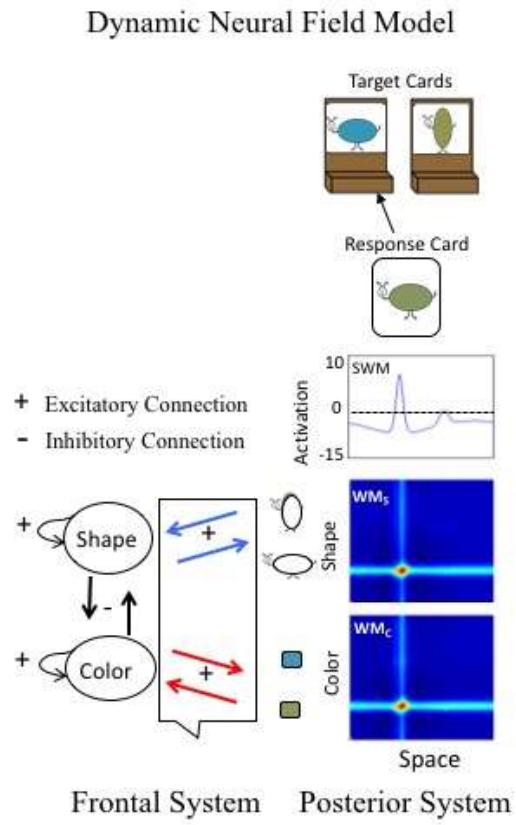 Dynamic Neural Field Model
Target Cards
Response Card
10
SWM
Activation
0
-15
+ Excitatory Connection
- Inhibitory Connection
+
Shape
+
Shape
WMS
-
+
Color
+
Color
WMC
Space
Frontal System
Posterior System